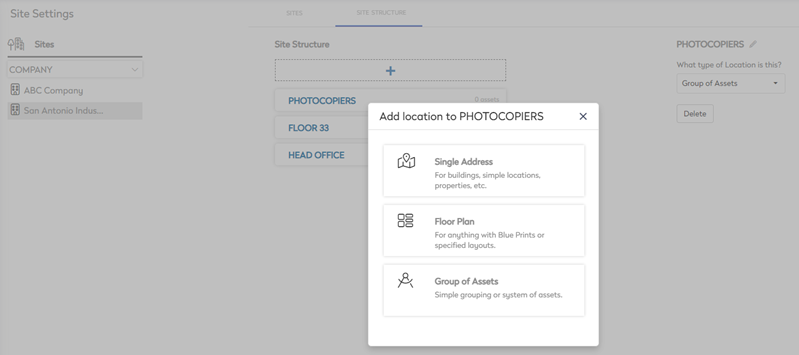 Site Settings
SITES
SITE STRUCTURE
Sites
COMPANY
ABC Company
San Antonio Indus...
Site Structure
+
PHOTOCOPIERS
0 assets
FLOOR 33
HEAD OFFICE
PHOTOCOPIERS
What type of Location is this?
Group of Assets
Delete
Add location to PHOTOCOPIERS
Single Address
For buildings, simple locations,
properties, etc.
Floor Plan
For anything with Blue Prints or
specified layouts.
Group of Assets
Simple grouping or system of assets.